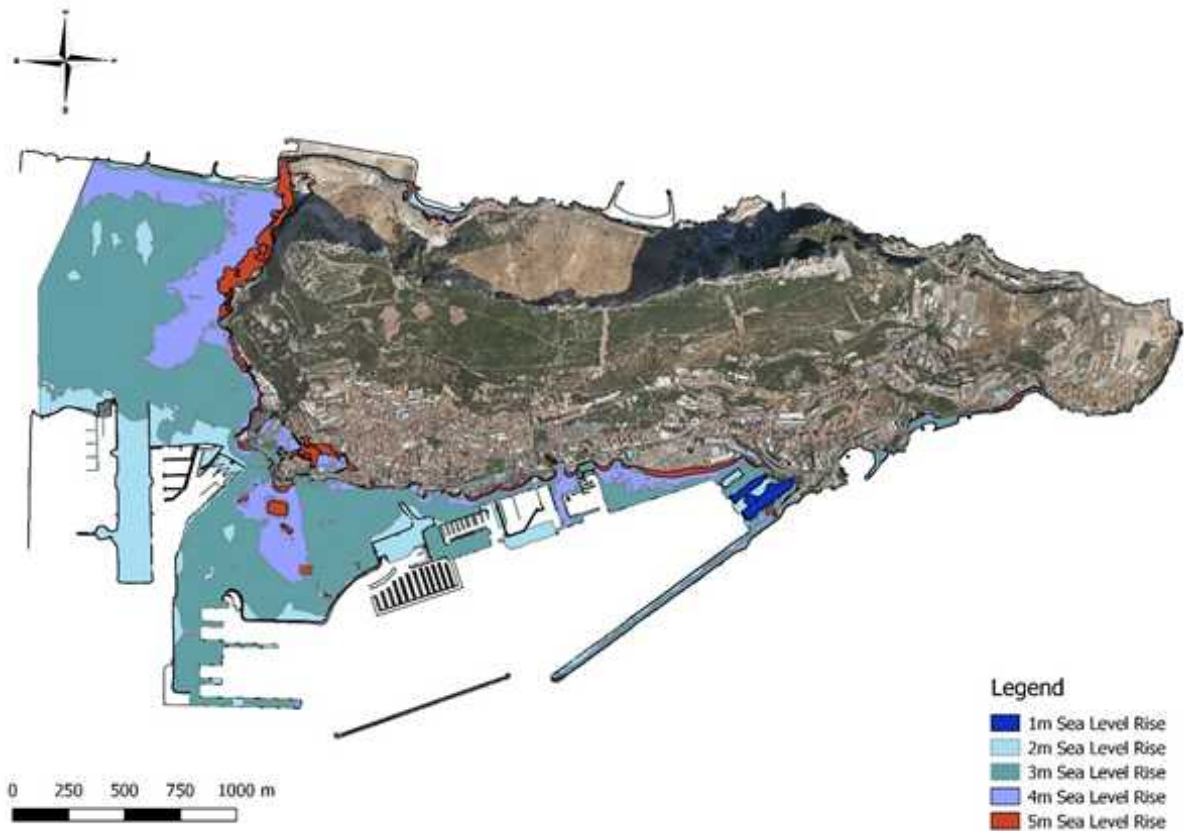 0 250 500 750 1000 m
Legend
1m Sea Level Rise
2m Sea Level Rise
3m Sea Level Rise
4m Sea Level Rise
5m Sea Level Rise